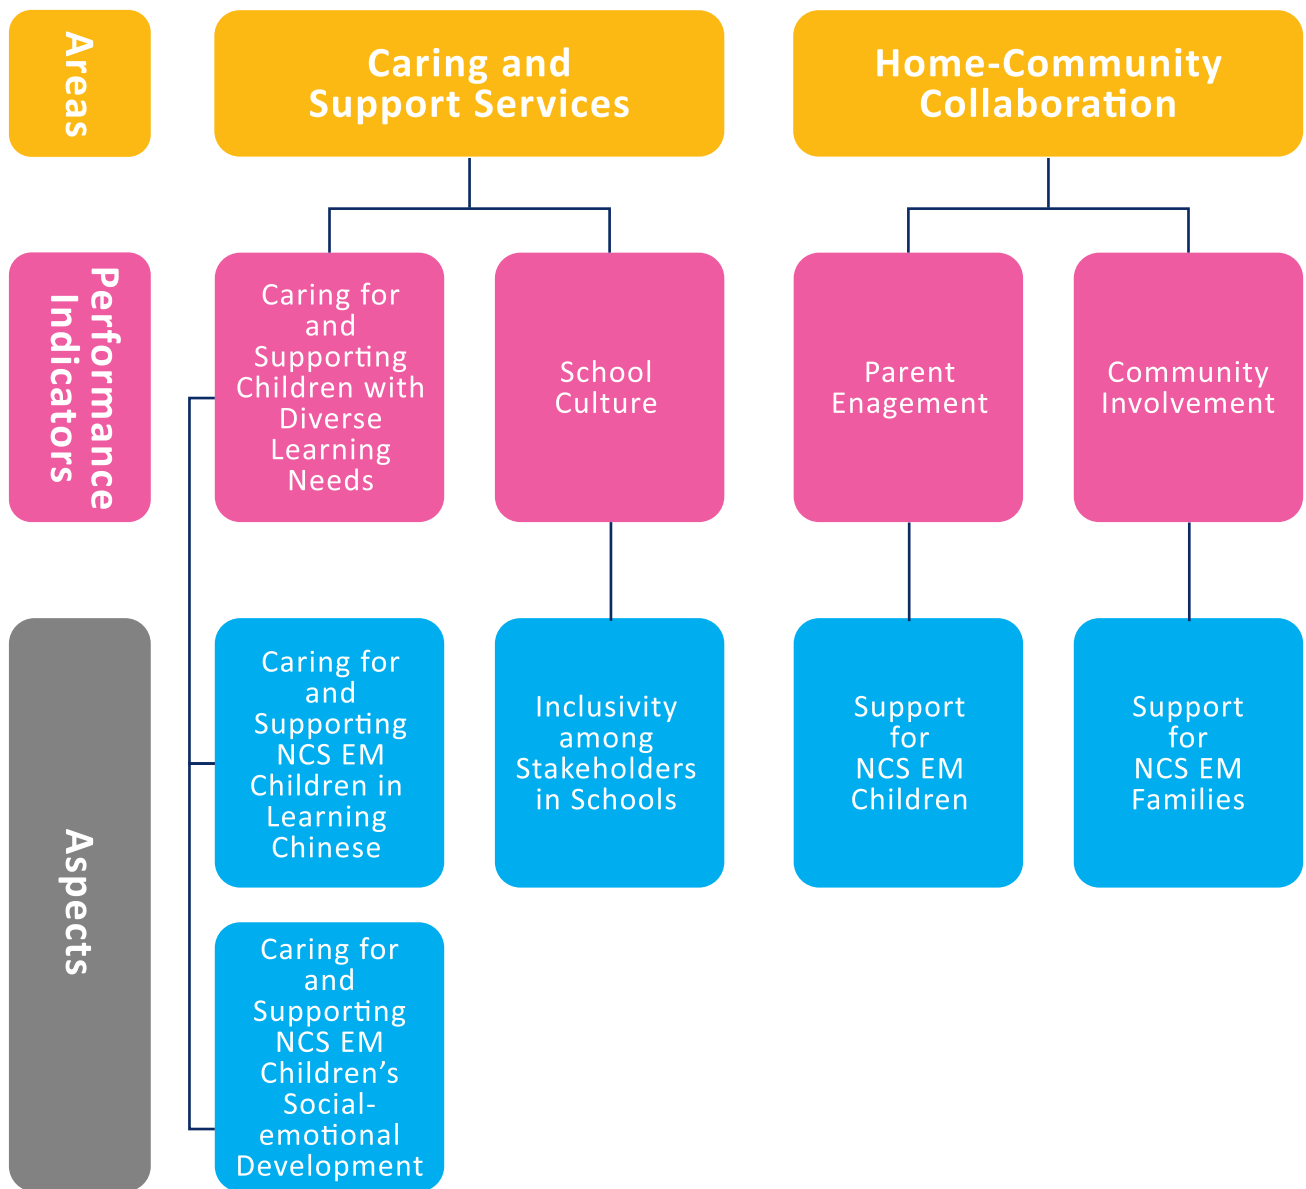 Areas
Caring and
Support Services
Home-Community
Collaboration
Performance
Indicators
Caring for
and
Supporting
Children with
Diverse
Learning
Needs
School
Culture
Parent
Enagement
Community
Involvement
Aspects
Caring for
and
Supporting
NCS EM
Children in
Learning
Chinese
Inclusivity
among
Stakeholders
in Schools
Support
for
NCS EM
Children
Support
for
NCS EM
Families
Caring for
and
Supporting
NCS EM
Children’s
Social-
emotional
Development